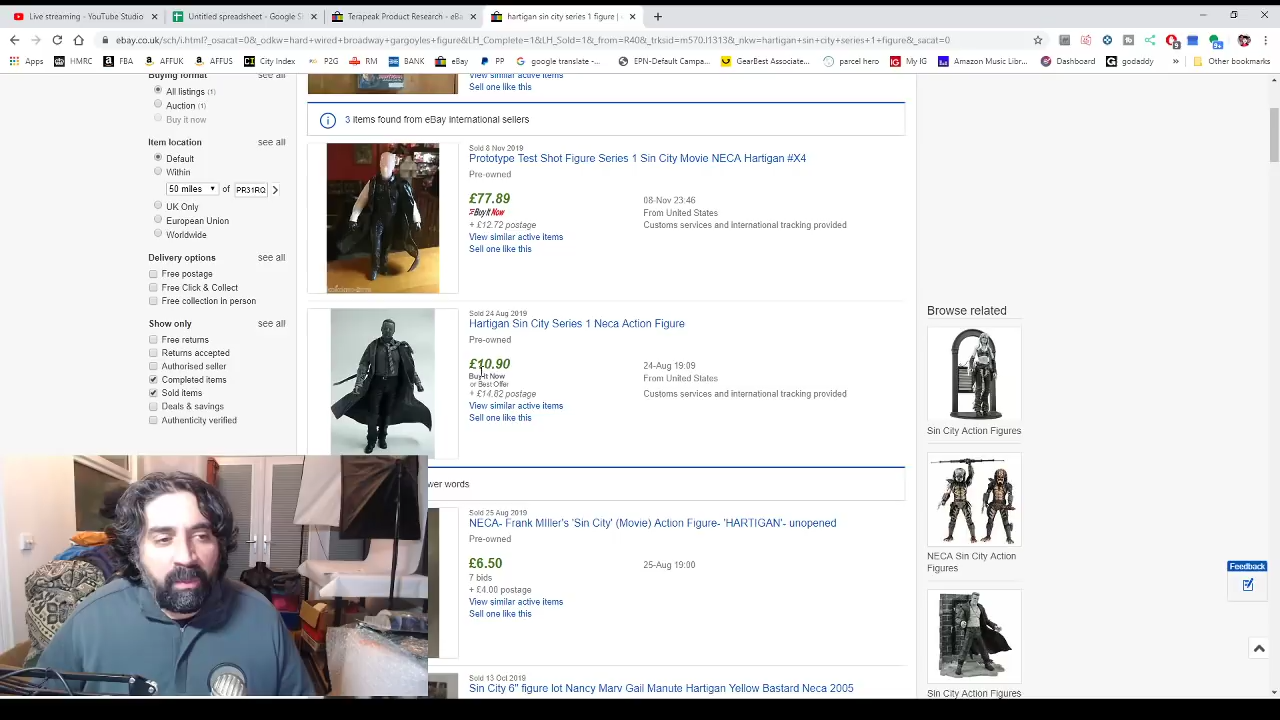 Live streaming - YouTube Studio
Untitled spreadsheet - Google S
Terapeak Product Research - eBa
hartigan sin city series 1 figure |
ebay.co.uk/sch/i.html?_osacat=0&_odkw=hard+wired+broadway+gargoyles+figure&LH_Complete=1&LH_Sold=1&_from=R40&_trksid=m570.l1313&_nkw=hartigan+sin+city+series+1+figure&_sacat=0
Apps HMRC FBA AFFUK AFFUS City Index P2G RM BANK eBay PP google translate -... EPN-Default Campa... GearBest Associate... parcel hero My IG Amazon Music Libr... Dashboard godaddy » Other bookmarks
Buying format see all
All listings (1)
Auction (1)
Buy it now
Item location see all
Default
Within
50 miles of PR31RQ
UK Only
European Union
Worldwide
Delivery options see all
Free postage
Free Click & Collect
Free collection in person
Show only see all
Free returns
Returns accepted
Authorised seller
Completed items
Sold items
Deals & savings
Authenticity verified
View similar active items
Sell one like this
3 items found from eBay International sellers
Sold 8 Nov 2019
Prototype Test Shot Figure Series 1 Sin City Movie NECA Hartigan #X4
Pre-owned
£77.89
Buy It Now
+ £12.72 postage
View similar active items
Sell one like this
08-Nov 23:46
From United States
Customs services and international tracking provided
Sold 24 Aug 2019
Hartigan Sin City Series 1 Neca Action Figure
Pre-owned
£10.90
Buy It Now
or Best Offer
+ £14.82 postage
View similar active items
Sell one like this
24-Aug 19:09
From United States
Customs services and international tracking provided
wer words
Sold 25 Aug 2019
NECA- Frank MIller's 'Sin City' (Movie) Action Figure- 'HARTIGAN'- unopened
Pre-owned
£6.50
7 bids
+ £4.00 postage
View similar active items
Sell one like this
25-Aug 19:00
Sold 13 Oct 2019
Sin City 6" figure lot Nancy Marv Gail Manute Hartigan Yellow Bastard Neca 2005
Browse related
Sin City Action Figures
NECA Sin City Action
Figures
Sin City Action Figures
Feedback